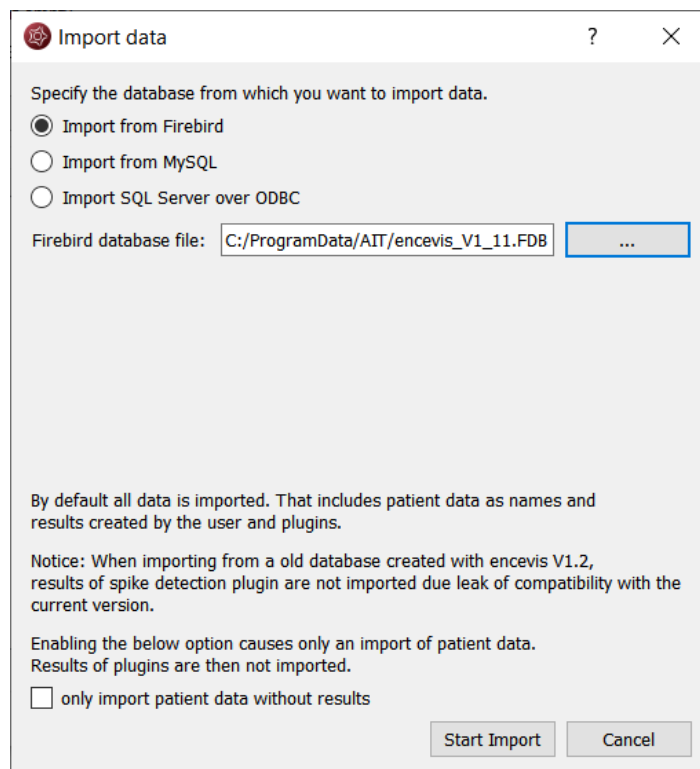 Import data
?
Specify the database from which you want to import data.
Import from Firebird
Import from MySQL
Import SQL Server over ODBC
Firebird database file: C:/ProgramData/AIT/encevis_V1_11.FDB ...
By default all data is imported. That includes patient data as names and
results created by the user and plugins.
Notice: When importing from a old database created with encevis V1.2,
results of spike detection plugin are not imported due leak of compatibility with the
current version.
Enabling the below option causes only an import of patient data.
Results of plugins are then not imported.
only import patient data without results
Start Import Cancel